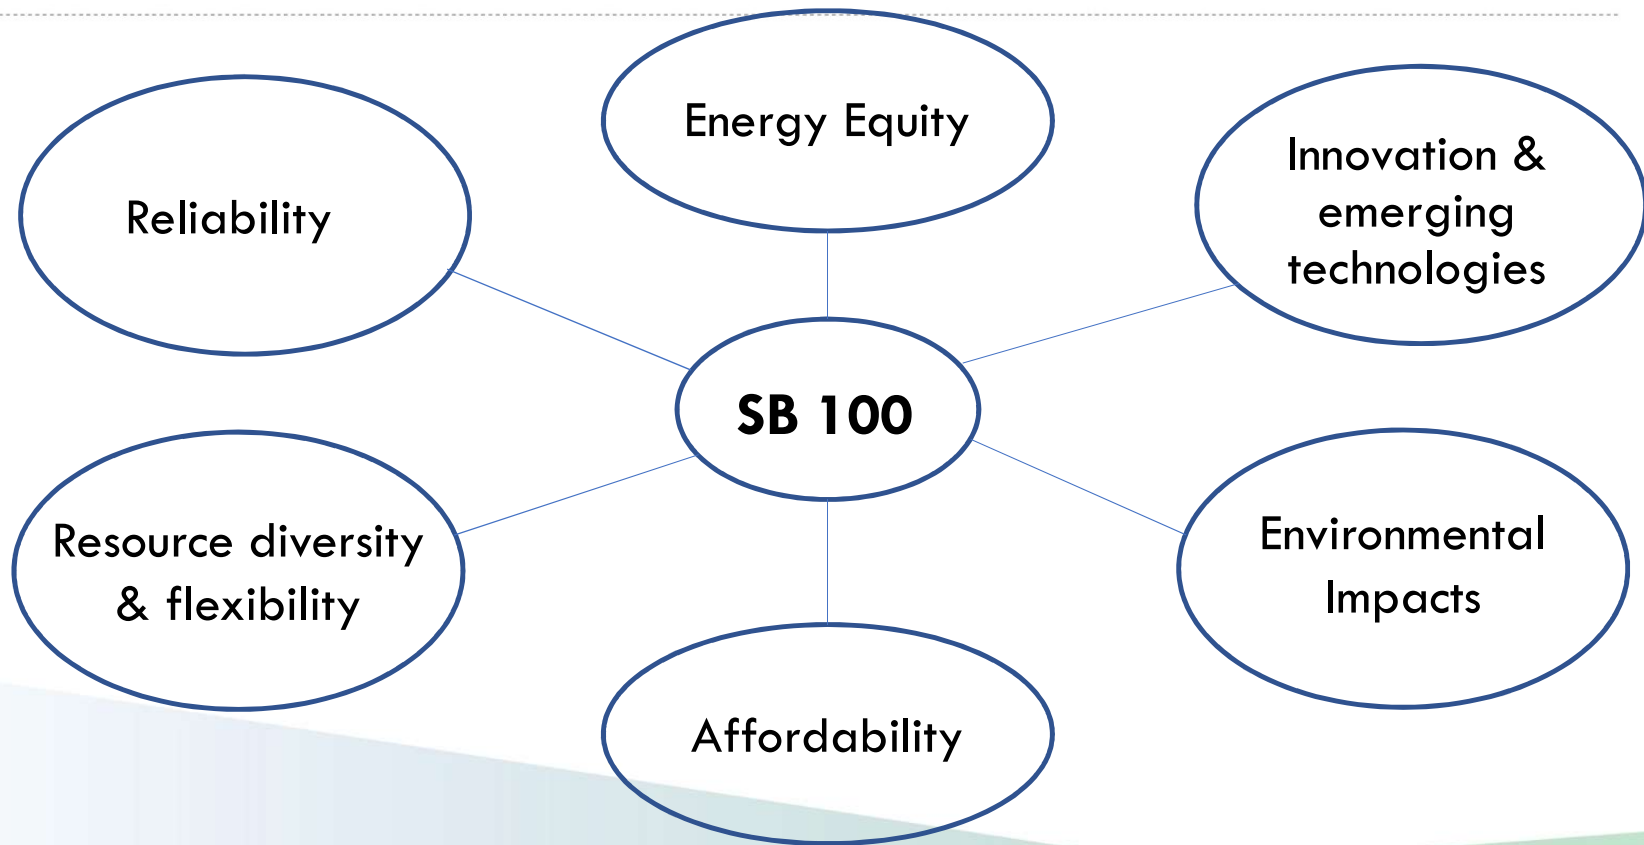 Energy Equity
Reliability
Innovation &
emerging
technologies
SB 100
Resource diversity
& flexibility
Environmental
Impacts
Affordability